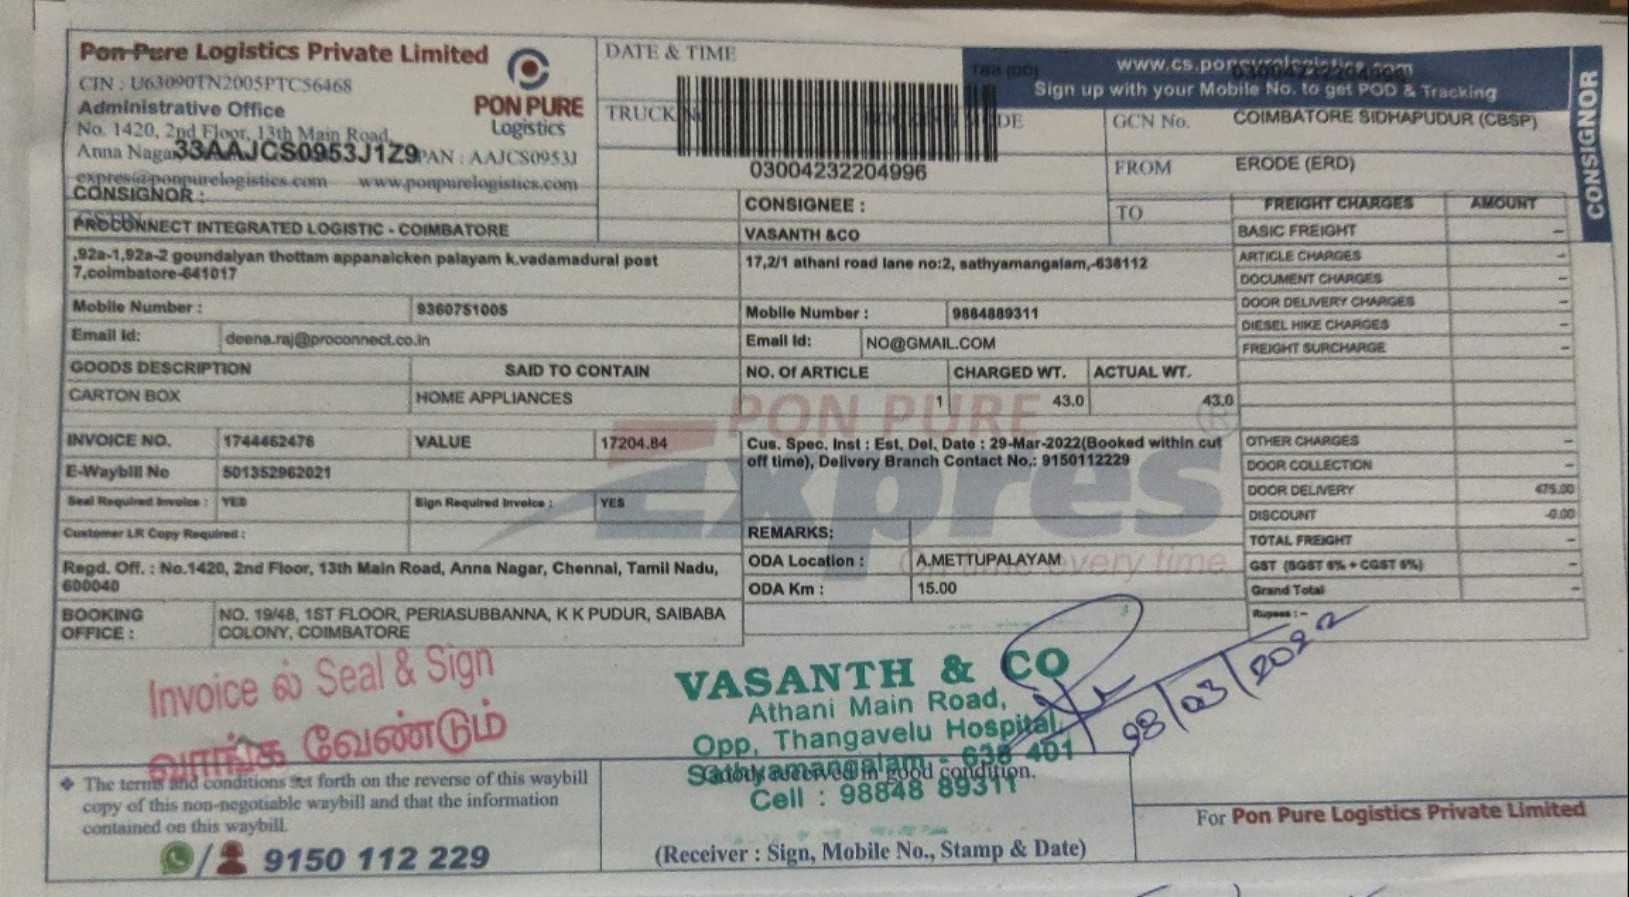 Pon Pure Logistics Private Limited
CIN : U63090TN2005PTC56468
Administrative Office
No. 1420, 2nd Floor, 13th Main Road,
Anna Nagar
33AAJCS0953J1Z9 PAN : AAJCS0953J
expres@ponpurelogistics.com www.ponpurelogistics.com
PON PURE
Logistics
DATE & TIME
TRUCK
03004232204996
Sign up with your Mobile No. to get POD & Tracking
CONSIGNOR
GCN No. COIMBATORE SIDHAPUDUR (CBSP)
FROM ERODE (ERD)
TO
CONSIGNOR :
PROCONNECT INTEGRATED LOGISTIC - COIMBATORE
,92a-1,92a-2 goundaiyan thottam appanaicken palayam k.vadamadural post
7,coimbatore-641017
Mobile Number : 9360751005
Email Id: deena.raj@proconnect.co.in
CONSIGNEE :
VASANTH &CO
17,2/1 athani road lane no:2, sathyamangalam,-638112
Mobile Number : 9884889311
Email Id: NO@GMAIL.COM
GOODS DESCRIPTION SAID TO CONTAIN NO. Of ARTICLE CHARGED WT. ACTUAL WT.
CARTON BOX HOME APPLIANCES 1 43.0 43.0
INVOICE NO. 1744462476 VALUE 17204.84
E-Waybill No 501352962021
Seal Required Invoice : YES Sign Required Invoice : YES
Customer LR Copy Required :
Regd. Off. : No.1420, 2nd Floor, 13th Main Road, Anna Nagar, Chennai, Tamil Nadu,
600040
BOOKING OFFICE : NO. 19/48, 1ST FLOOR, PERIASUBBANNA, K K PUDUR, SAIBABA
COLONY, COIMBATORE
PON PURE
Expres
every time
Cus. Spec. Inst : Est. Del. Date : 29-Mar-2022(Booked within cut
off time), Delivery Branch Contact No.: 9150112229
REMARKS:
ODA Location : A.METTUPALAYAM
ODA Km : 15.00
FREIGHT CHARGES AMOUNT
BASIC FREIGHT -
ARTICLE CHARGES -
DOCUMENT CHARGES -
DOOR DELIVERY CHARGES -
DIESEL HIKE CHARGES -
FREIGHT SURCHARGE -
OTHER CHARGES -
DOOR COLLECTION -
DOOR DELIVERY 475.00
DISCOUNT -0.00
TOTAL FREIGHT -
GST (SGST 6% + CGST 6%) -
Grand Total -
Rupees : -
Invoice ல் Seal & Sign
வாங்க வேண்டும்
VASANTH & CO
Athani Main Road,
Opp, Thangavelu Hospital,
Sathyamangalam - 638 401
Cell : 98848 89311
in good condition.
(Receiver : Sign, Mobile No., Stamp & Date)
❖ The terms and conditions set forth on the reverse of this waybill
copy of this non-negotiable waybill and that the information
contained on this waybill.
/ 9150 112 229
For Pon Pure Logistics Private Limited